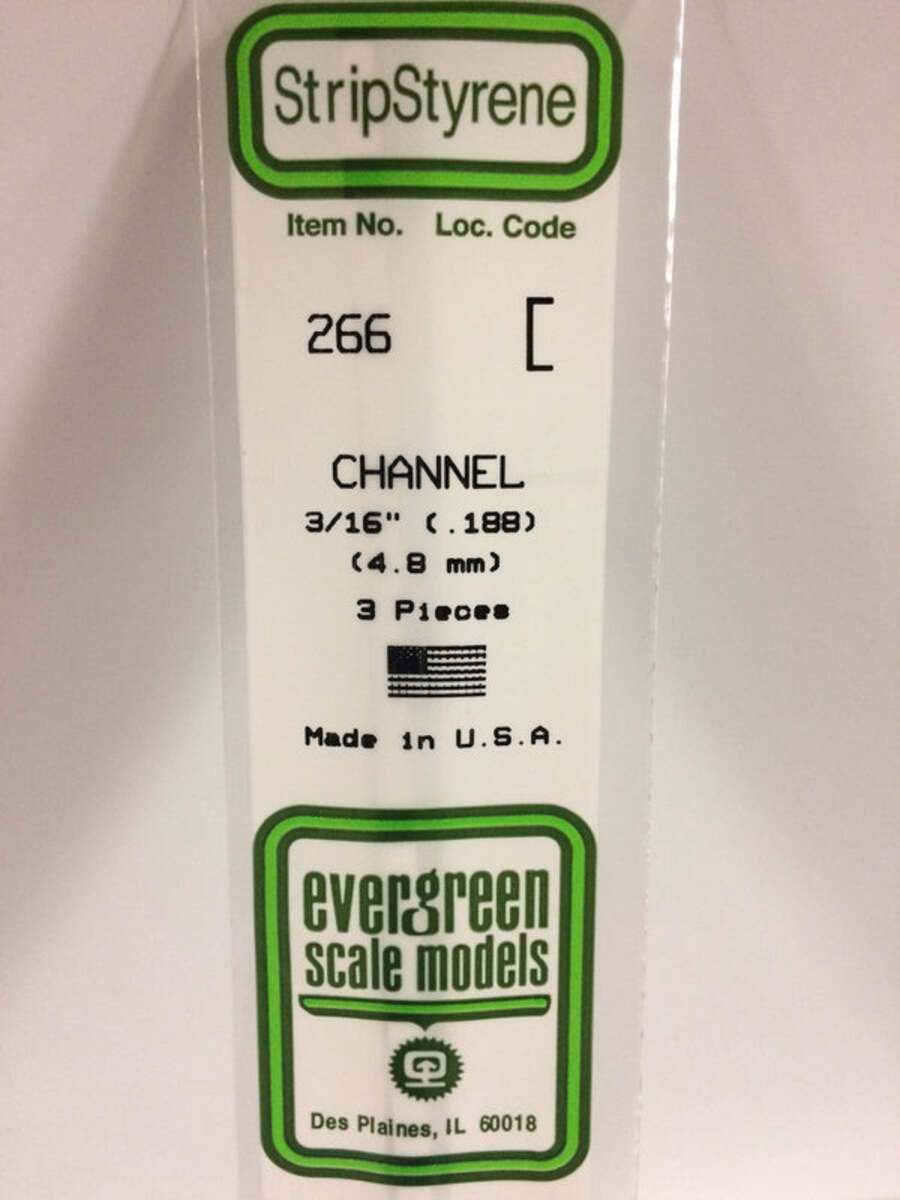 StripStyrene
Item No. Loc. Code
266 [
CHANNEL
3/16" (.188)
(4.8 mm)
3 Pieces
Made in U.S.A.
evergreen
scale models
Des Plaines, IL 60018